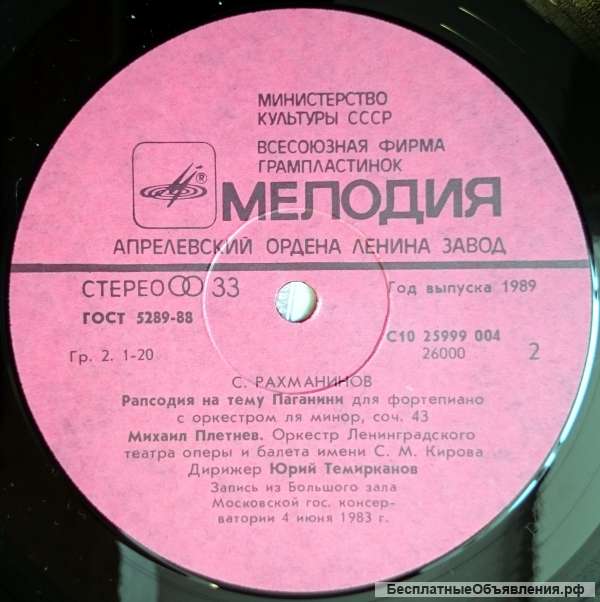 МИНИСТЕРСТВО
КУЛЬТУРЫ СССР
ВСЕСОЮЗНАЯ ФИРМА
ГРАМПЛАСТИНОК
®
МЕЛОДИЯ
АПРЕЛЕВСКИЙ ОРДЕНА ЛЕНИНА ЗАВОД
СТЕРЕО 33
Год выпуска 1989
ГОСТ 5289-88
С10 25999 004
Гр. 2. 1-20
26000
2
С. РАХМАНИНОВ
Рапсодия на тему Паганини для фортепиано
с оркестром ля минор, соч. 43
Михаил Плетнев. Оркестр Ленинградского
театра оперы и балета имени С. М. Кирова
Дирижер Юрий Темирканов
Запись из Большого зала
Московской гос. консер-
ватории 4 июня 1983 г.
БесплатныеОбъявления.рф